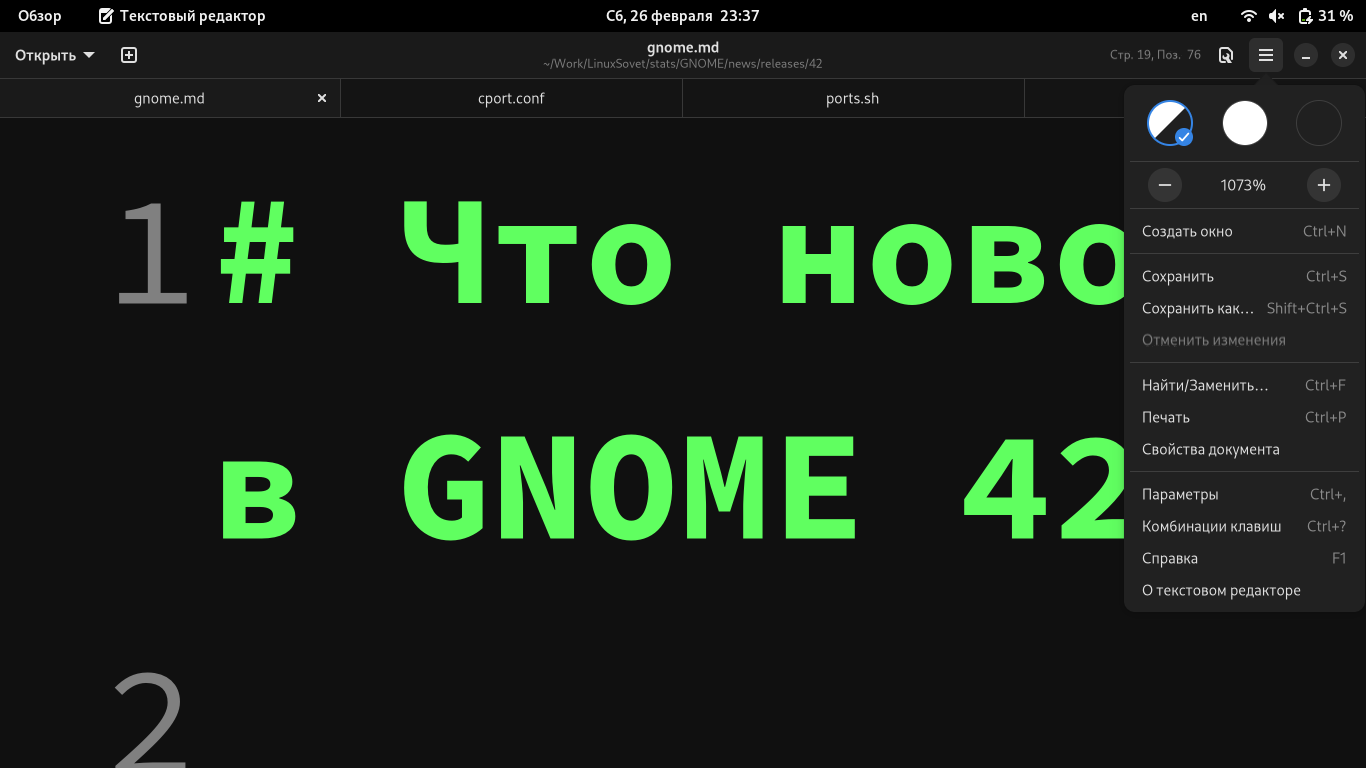 Обзор Текстовый редактор Сб, 26 февраля 23:37 en 31 %
Открыть gnome.md Стр. 19, Поз. 76
~/Work/LinuxSovet/stats/GNOME/news/releases/42
gnome.md cport.conf ports.sh
1073%
Создать окно Ctrl+N
Сохранить Ctrl+S
Сохранить как… Shift+Ctrl+S
Отменить изменения
Найти/Заменить… Ctrl+F
Печать Ctrl+P
Свойства документа
Параметры Ctrl+,
Комбинации клавиш Ctrl+?
Справка F1
О текстовом редакторе
1 # Что ново
в GNOME 42
2